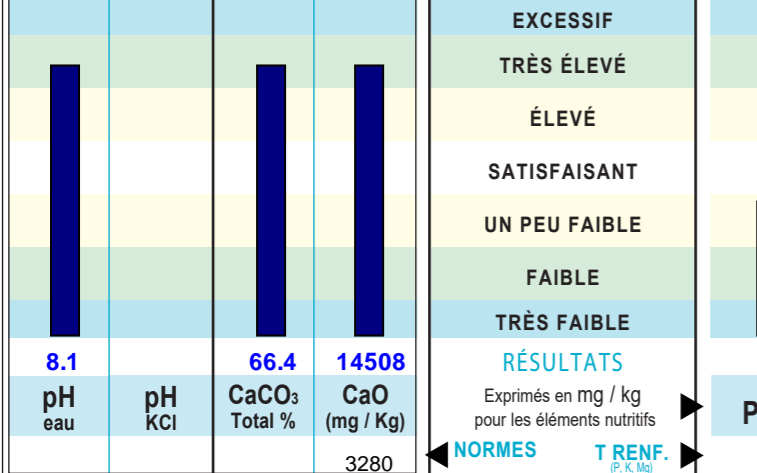 EXCESSIF
TRÈS ÉLEVÉ
ÉLEVÉ
SATISFAISANT
UN PEU FAIBLE
FAIBLE
TRÈS FAIBLE
8.1
66.4
14508
RÉSULTATS
pH
eau
pH
KCl
CaCO₃
Total %
CaO
(mg / Kg)
Exprimés en mg / kg
pour les éléments nutritifs
P
3280
NORMES
T RENF.
(P, K, Mg)